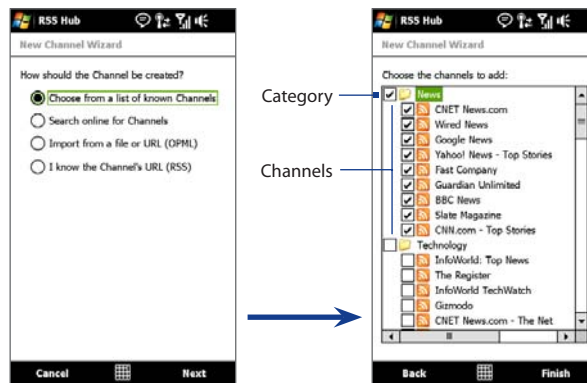 RSS Hub
New Channel Wizard
How should the Channel be created?
Choose from a list of known Channels
Search online for Channels
Import from a file or URL (OPML)
I know the Channel's URL (RSS)
Cancel
Next
Category
Channels
RSS Hub
New Channel Wizard
Choose the channels to add:
News
CNET News.com
Wired News
Google News
Yahoo! News - Top Stories
Fast Company
Guardian Unlimited
BBC News
Slate Magazine
CNN.com - Top Stories
Technology
InfoWorld: Top News
The Register
InfoWorld TechWatch
Gizmodo
CNET News.com - The Net
Back
Finish